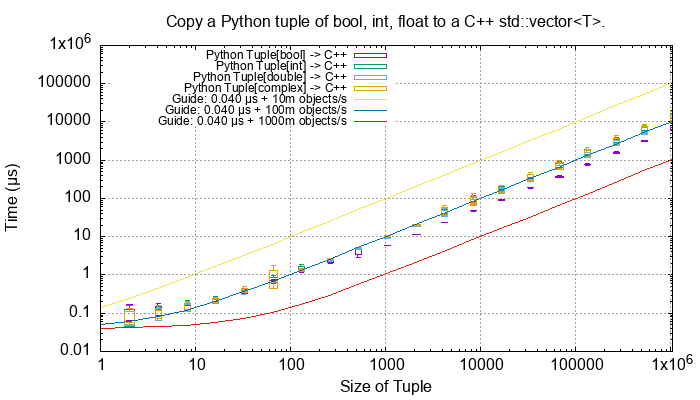 Copy a Python tuple of bool, int, float to a C++ std::vector<T>.
1x10⁶
Python Tuple[bool] -> C++
Python Tuple[int] -> C++
Python Tuple[double] -> C++
Python Tuple[complex] -> C++
Guide: 0.040 µs + 10m objects/s
Guide: 0.040 µs + 100m objects/s
Guide: 0.040 µs + 1000m objects/s
100000
10000
1000
100
10
1
0.1
0.01
Time (µs)
1 10 100 1000 10000 100000 1x10⁶
Size of Tuple